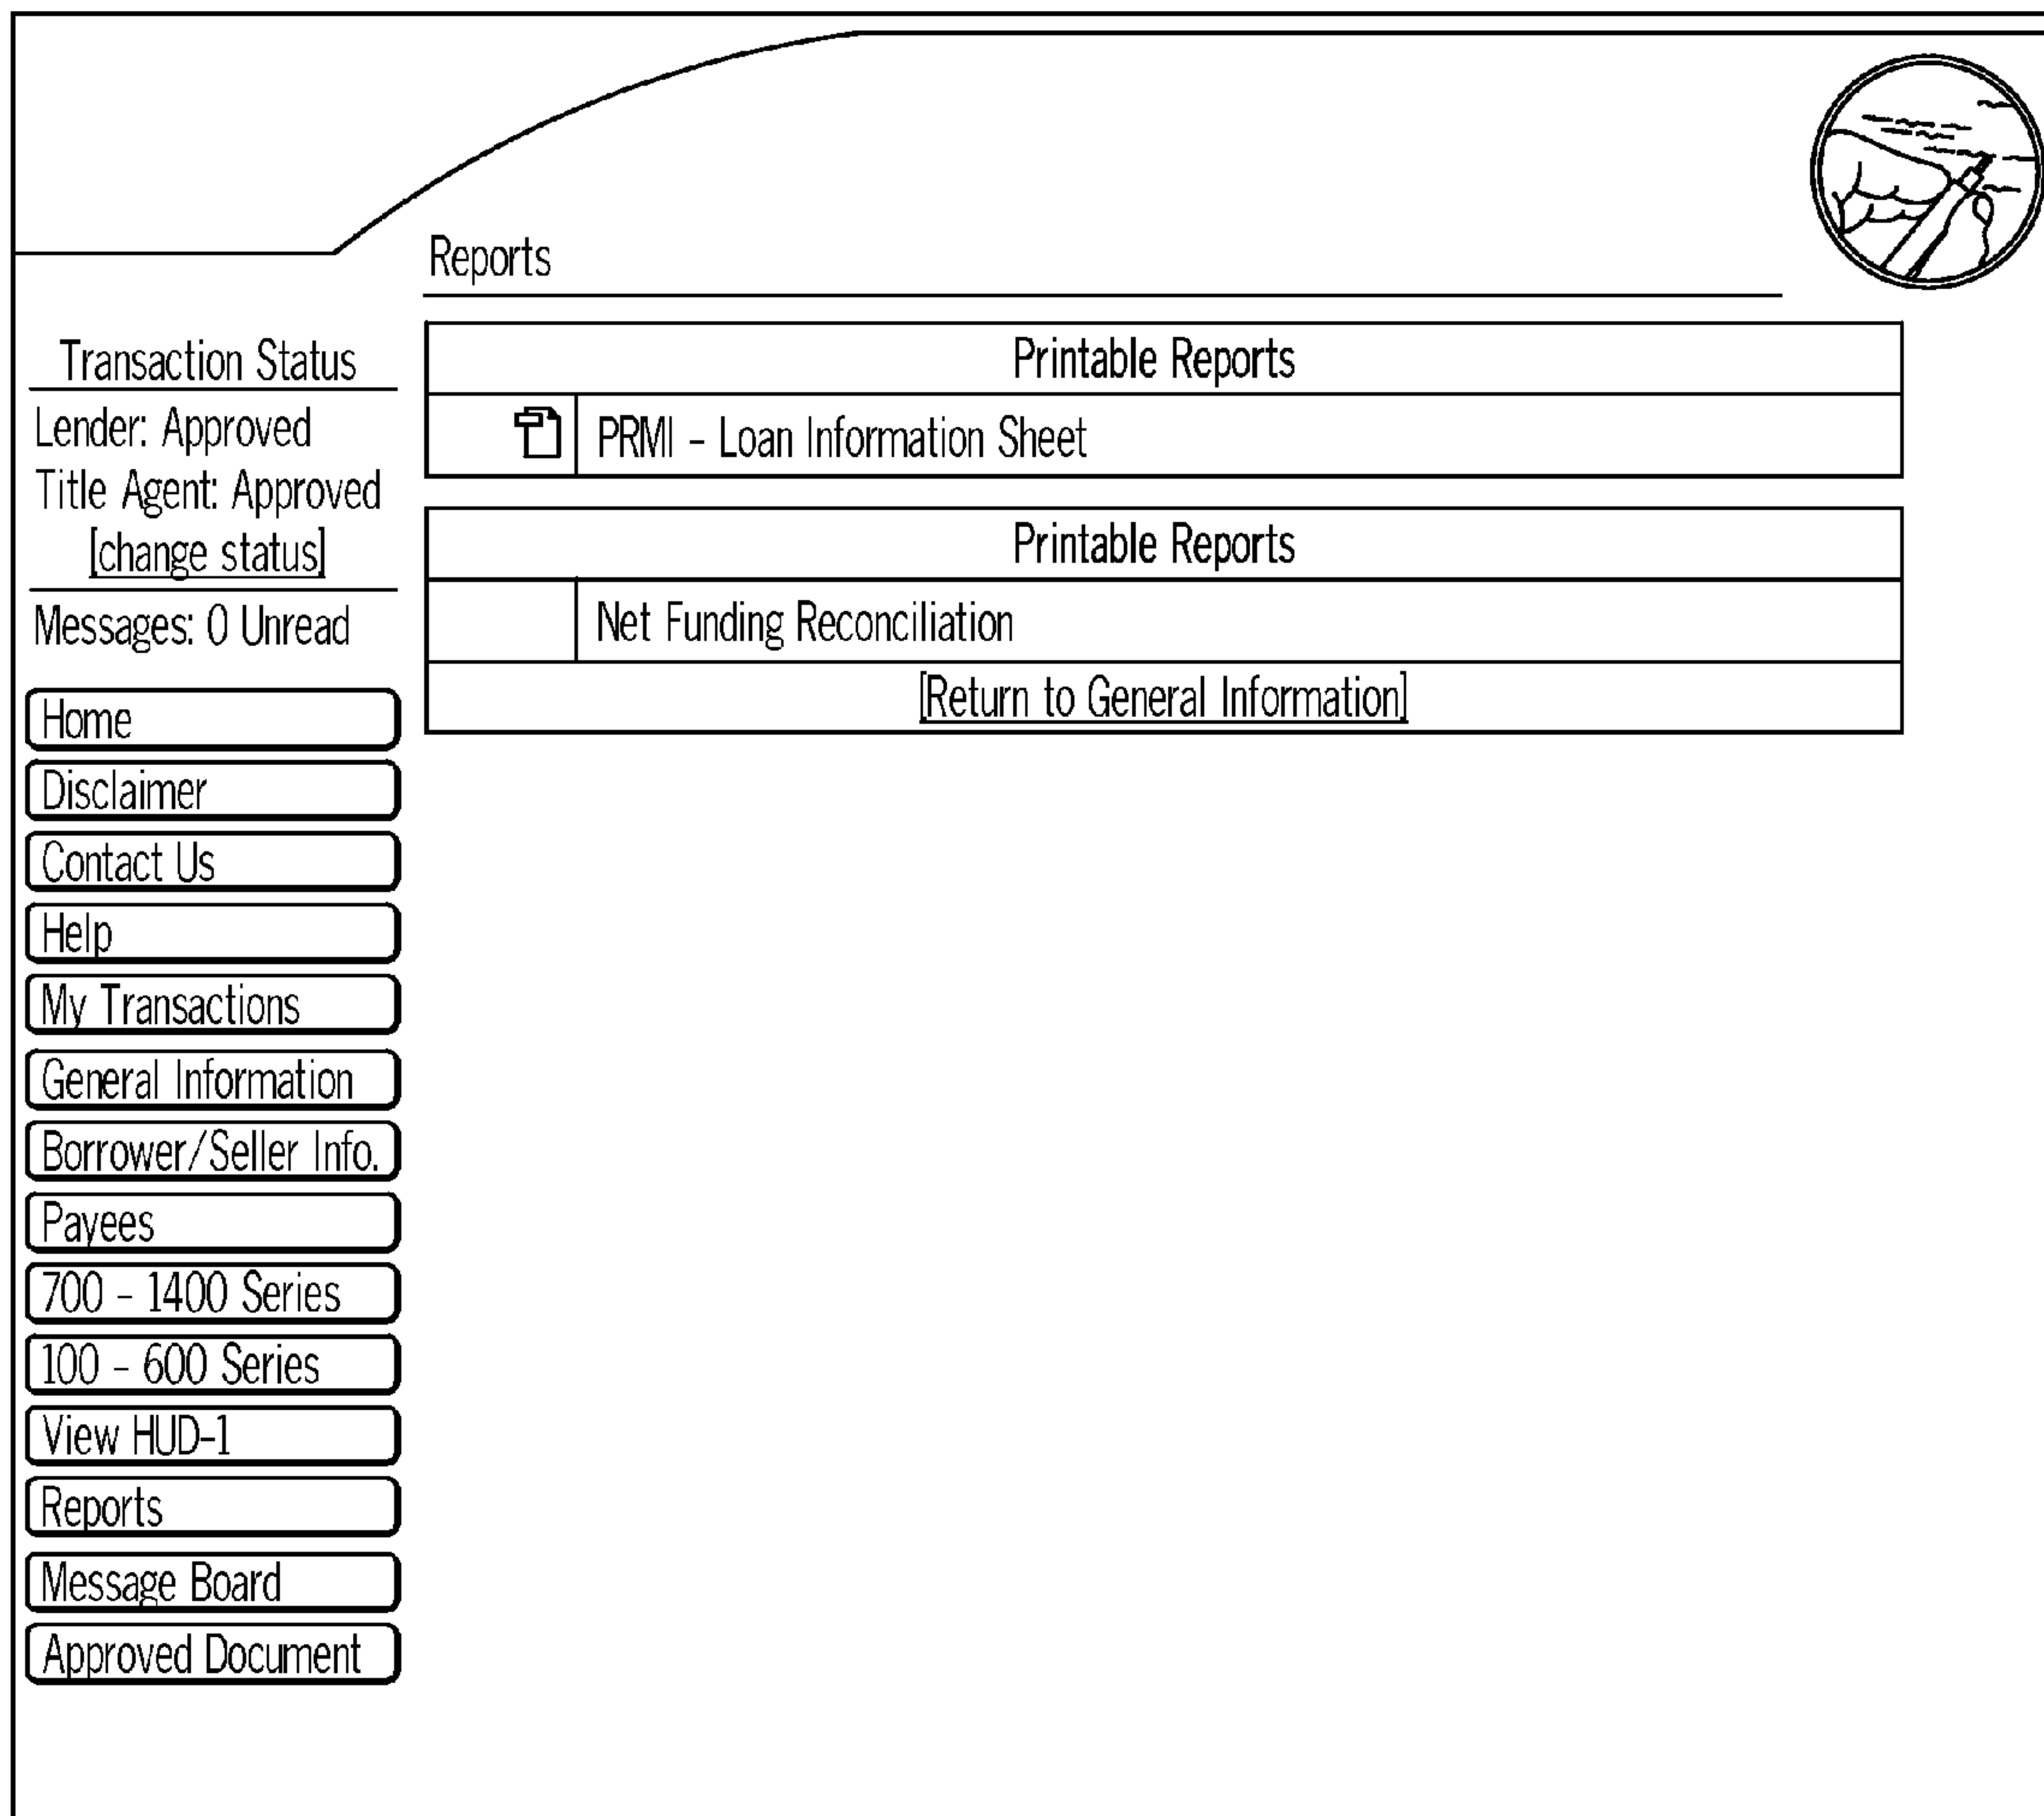 Reports
Transaction Status
Lender: Approved
Title Agent: Approved
[change status]
Messages: 0 Unread
Home
Disclaimer
Contact Us
Help
My Transactions
General Information
Borrower/Seller Info.
Payees
700 – 1400 Series
100 – 600 Series
View HUD–1
Reports
Message Board
Approved Document
Printable Reports
PRMI – Loan Information Sheet
Printable Reports
Net Funding Reconciliation
[Return to General Information]